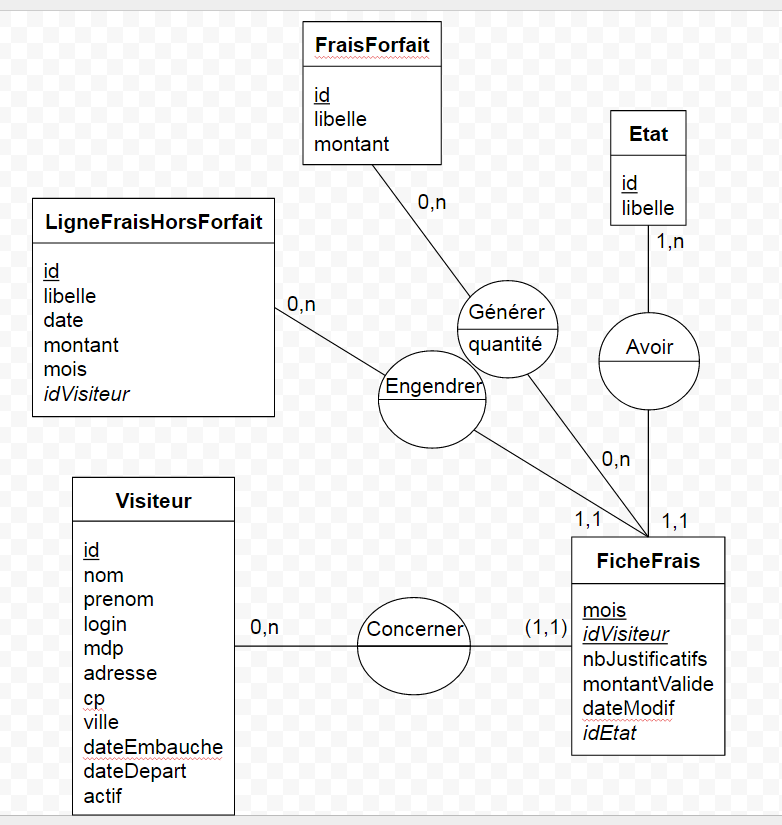 FraisForfait
id
libelle
montant
Etat
id
libelle
0,n
1,n
LigneFraisHorsForfait
id
libelle
date
montant
mois
idVisiteur
0,n
Générer
quantité
Avoir
Engendrer
0,n
1,1
1,1
Visiteur
id
nom
prenom
login
mdp
adresse
cp
ville
dateEmbauche
dateDepart
actif
0,n
Concerner
(1,1)
FicheFrais
mois
idVisiteur
nbJustificatifs
montantValide
dateModif
idEtat